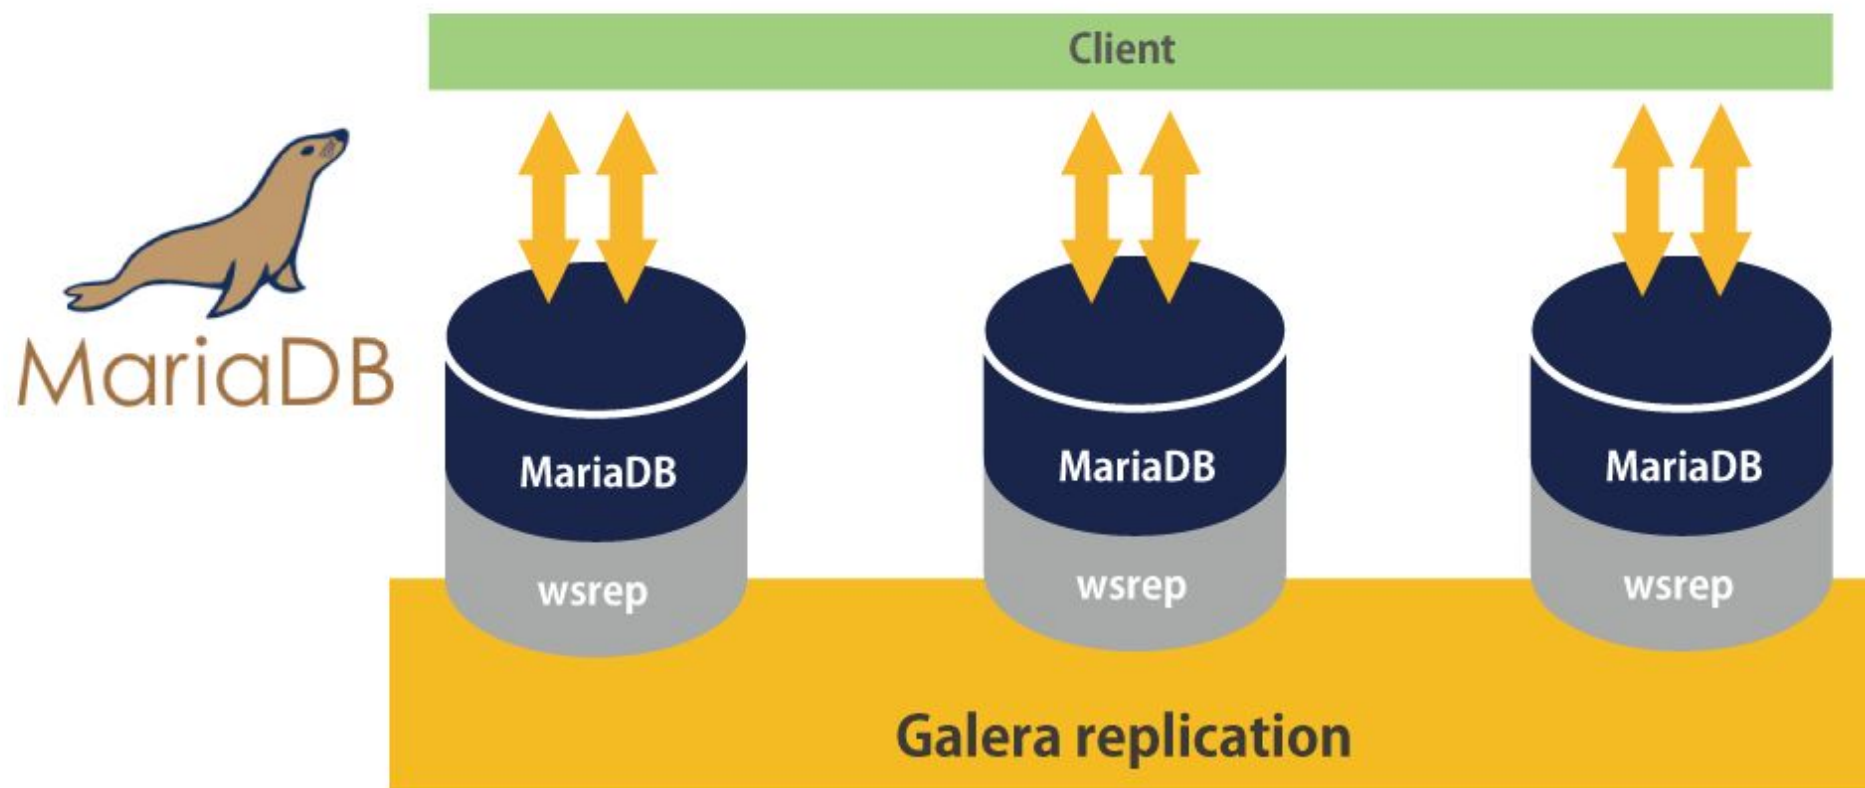 Client
MariaDB
MariaDB
MariaDB
MariaDB
wsrep
wsrep
wsrep
Galera replication